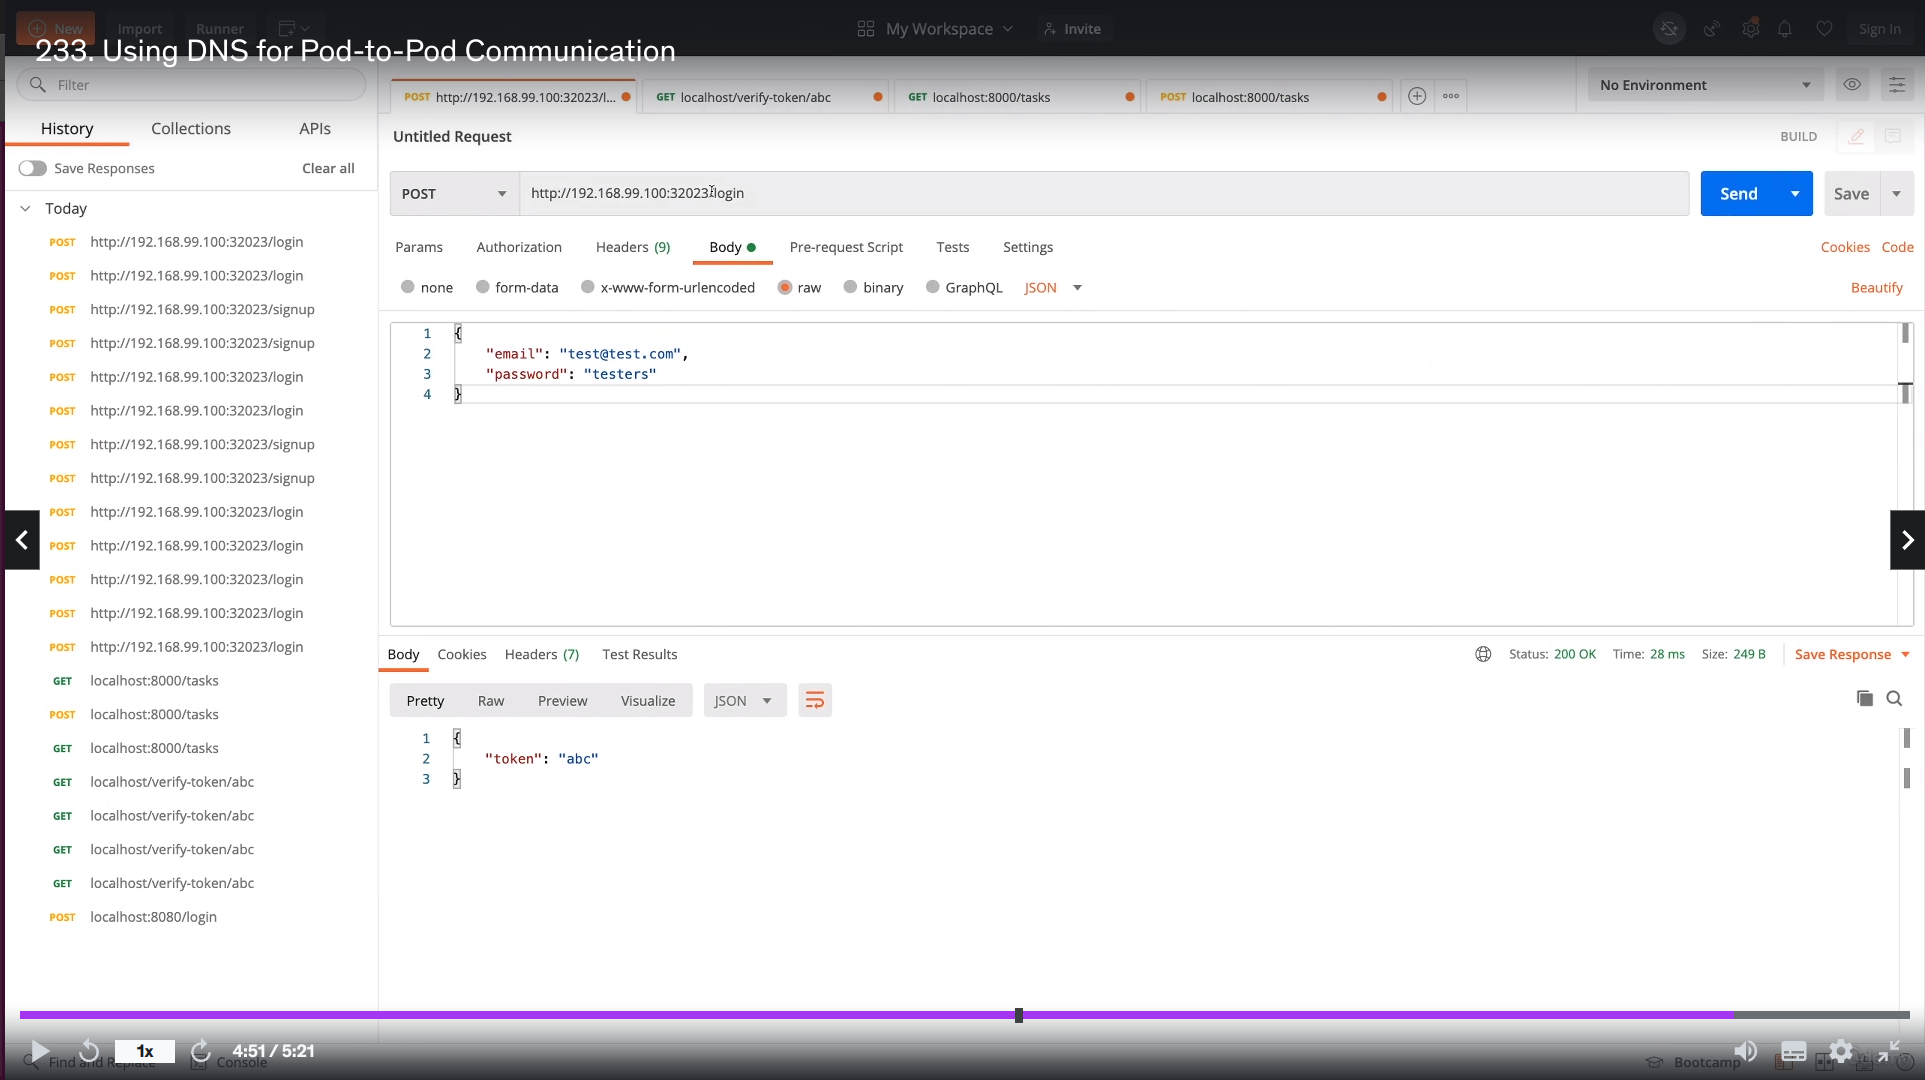 New Import Runner My Workspace Invite Sign In
233. Using DNS for Pod-to-Pod Communication
Filter
POST http://192.168.99.100:32023/l... GET localhost/verify-token/abc GET localhost:8000/tasks POST localhost:8000/tasks No Environment
History Collections APIs
Untitled Request BUILD
Save Responses Clear all
POST http://192.168.99.100:32023/login Send Save
Today
POST http://192.168.99.100:32023/login
POST http://192.168.99.100:32023/login
POST http://192.168.99.100:32023/signup
POST http://192.168.99.100:32023/signup
POST http://192.168.99.100:32023/login
POST http://192.168.99.100:32023/login
POST http://192.168.99.100:32023/signup
POST http://192.168.99.100:32023/signup
POST http://192.168.99.100:32023/login
POST http://192.168.99.100:32023/login
POST http://192.168.99.100:32023/login
POST http://192.168.99.100:32023/login
POST http://192.168.99.100:32023/login
GET localhost:8000/tasks
POST localhost:8000/tasks
GET localhost:8000/tasks
GET localhost/verify-token/abc
GET localhost/verify-token/abc
GET localhost/verify-token/abc
GET localhost/verify-token/abc
POST localhost:8080/login
Params Authorization Headers (9) Body Pre-request Script Tests Settings Cookies Code
none form-data x-www-form-urlencoded raw binary GraphQL JSON Beautify
1 {
2 "email": "test@test.com",
3 "password": "testers"
4 }
Body Cookies Headers (7) Test Results Status: 200 OK Time: 28 ms Size: 249 B Save Response
Pretty Raw Preview Visualize JSON
1 {
2 "token": "abc"
3 }
1x 4:51 / 5:21
Find and Replace Console Bootcamp